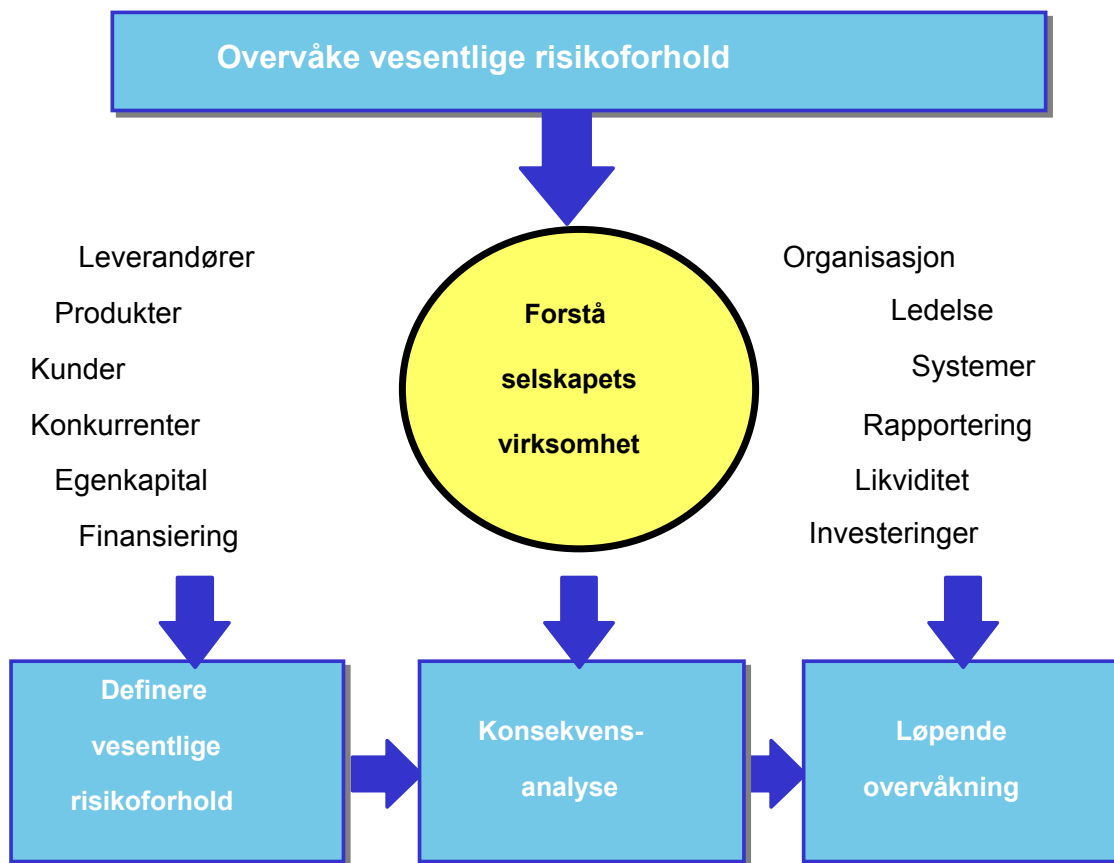 Overvåke vesentlige risikoforhold
Leverandører
Produkter
Kunder
Konkurrenter
Egenkapital
Finansiering
Forstå
selskapets
virksomhet
Organisasjon
Ledelse
Systemer
Rapportering
Likviditet
Investeringer
Definere
vesentlige
risikoforhold
Konsekvens-
analyse
Løpende
overvåkning